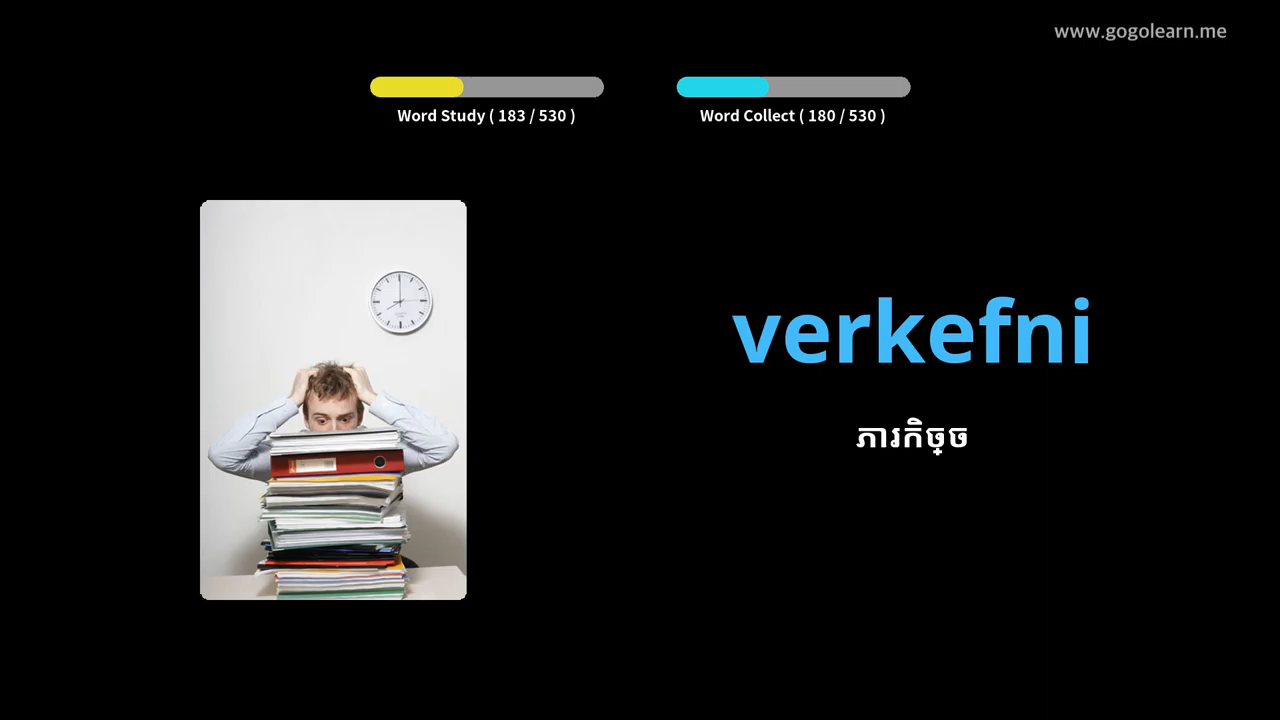 www.gogolearn.me
Word Study ( 183 / 530 )
Word Collect ( 180 / 530 )
verkefni
ភារកិច្ច